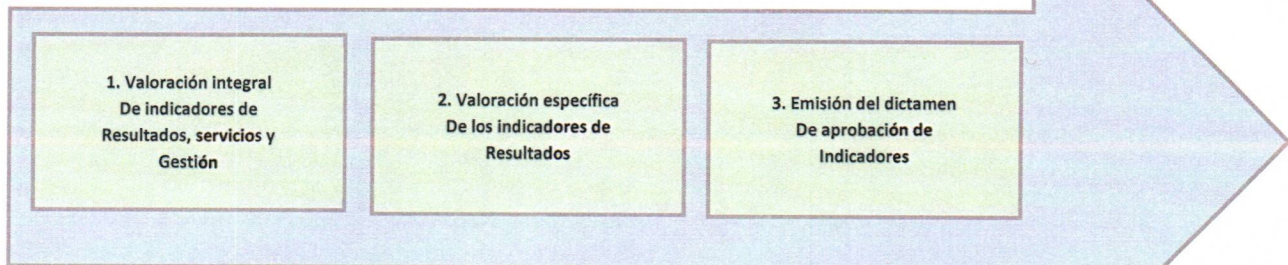 1. Valoración integral
De indicadores de
Resultados, servicios y
Gestión
2. Valoración específica
De los indicadores de
Resultados
3. Emisión del dictamen
De aprobación de
Indicadores